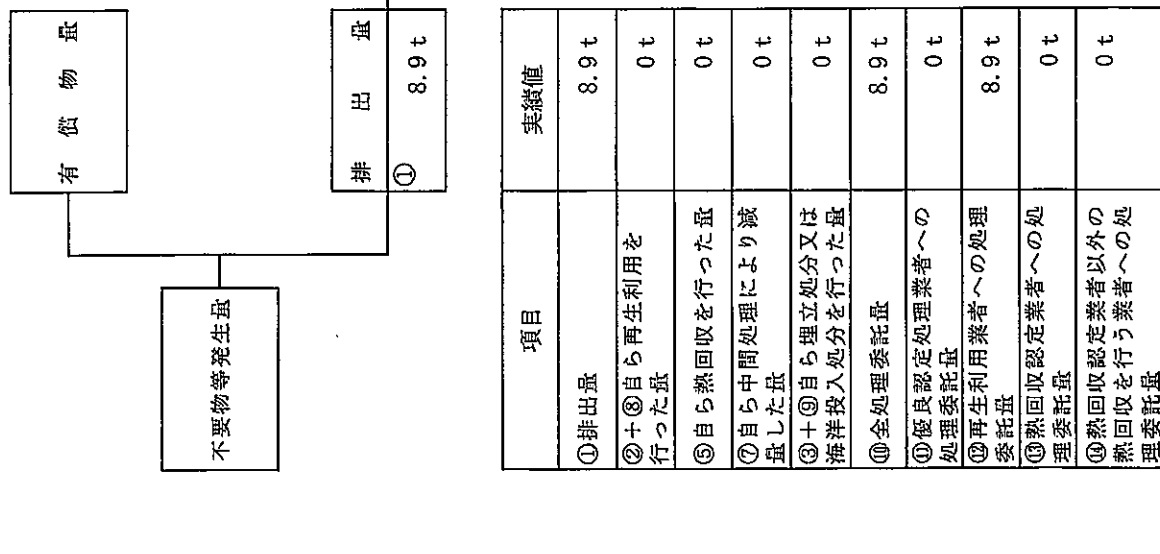 有償物量
不要物等発生量
排出量
①
8.9t
項目
実績値
①排出量
8.9t
②+⑧自ら再生利用を
行った量
0t
⑤自ら熱回収を行った量
0t
⑦自ら中間処理により減
量した量
0t
③+⑨自ら埋立処分又は
海洋投入処分を行った量
0t
⑩全処理委託量
8.9t
⑪優良認定処理業者への
処理委託量
0t
⑫再生利用業者への処理
委託量
8.9t
⑬熱回収認定業者への処
理委託量
0t
⑭熱回収認定業者以外の
熱回収を行う業者への処
理委託量
0t